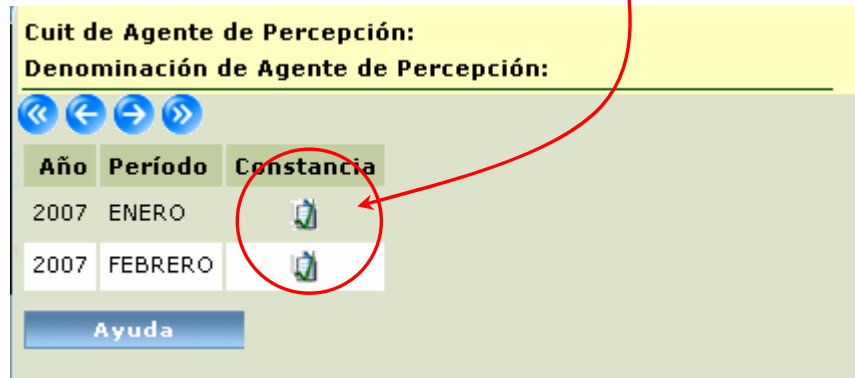 Cuit de Agente de Percepción:
Denominación de Agente de Percepción:
Año Período Constancia
2007 ENERO
2007 FEBRERO
Ayuda